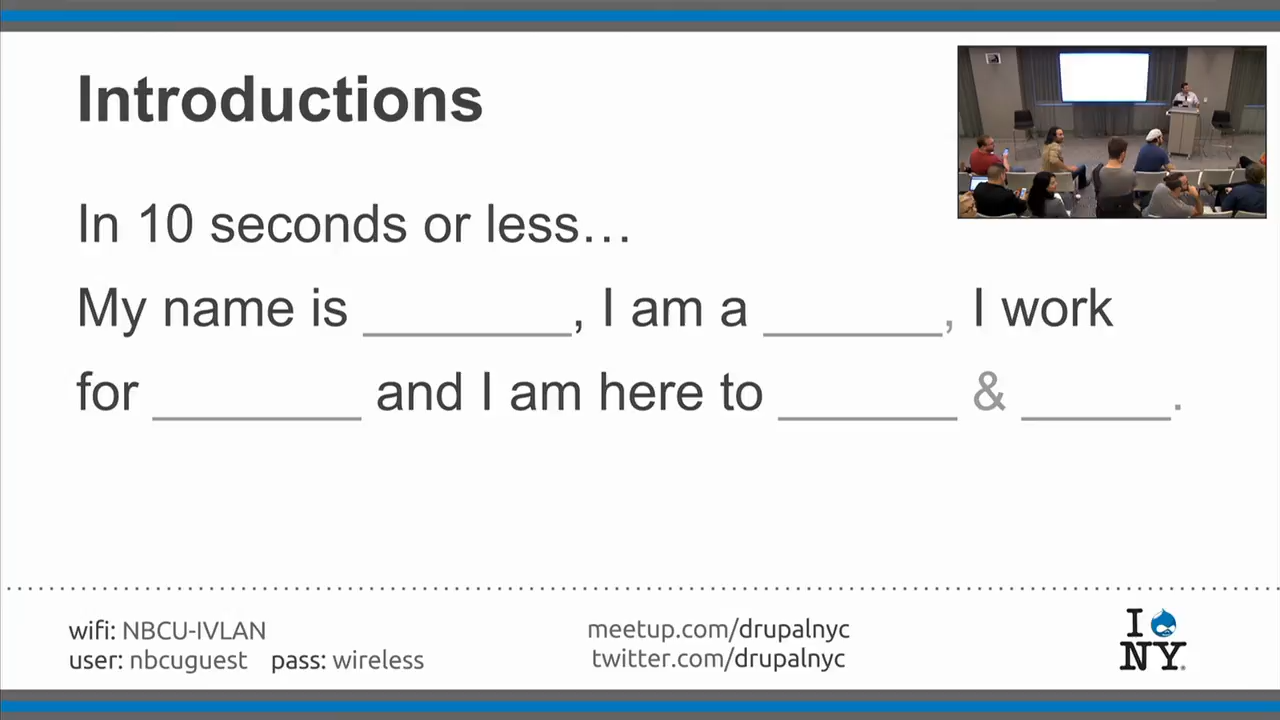 Introductions
In 10 seconds or less…
My name is ________, I am a _______, I work
for ________ and I am here to _______ & ______.
wifi: NBCU-IVLAN
user: nbcuguest pass: wireless
meetup.com/drupalnyc
twitter.com/drupalnyc
I
NY